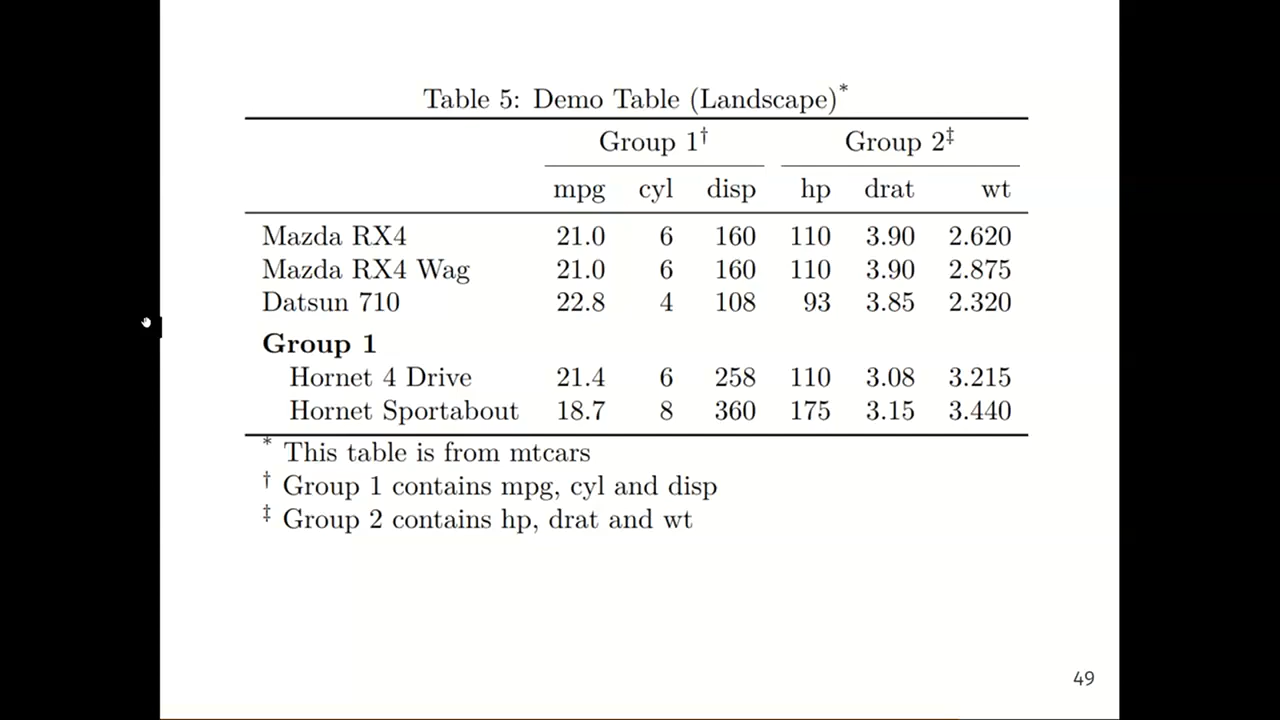 Table 5: Demo Table (Landscape)*
Group 1† Group 2‡
mpg cyl disp hp drat wt
Mazda RX4 21.0 6 160 110 3.90 2.620
Mazda RX4 Wag 21.0 6 160 110 3.90 2.875
Datsun 710 22.8 4 108 93 3.85 2.320
Group 1
Hornet 4 Drive 21.4 6 258 110 3.08 3.215
Hornet Sportabout 18.7 8 360 175 3.15 3.440
* This table is from mtcars
† Group 1 contains mpg, cyl and disp
‡ Group 2 contains hp, drat and wt
49